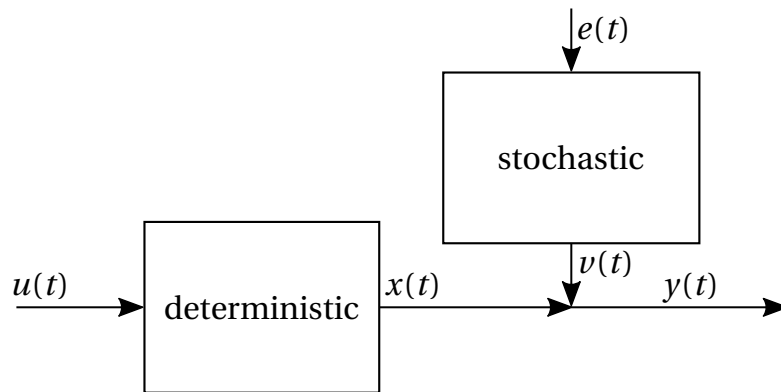 e(t)
stochastic
v(t)
u(t)
deterministic
x(t)
y(t)